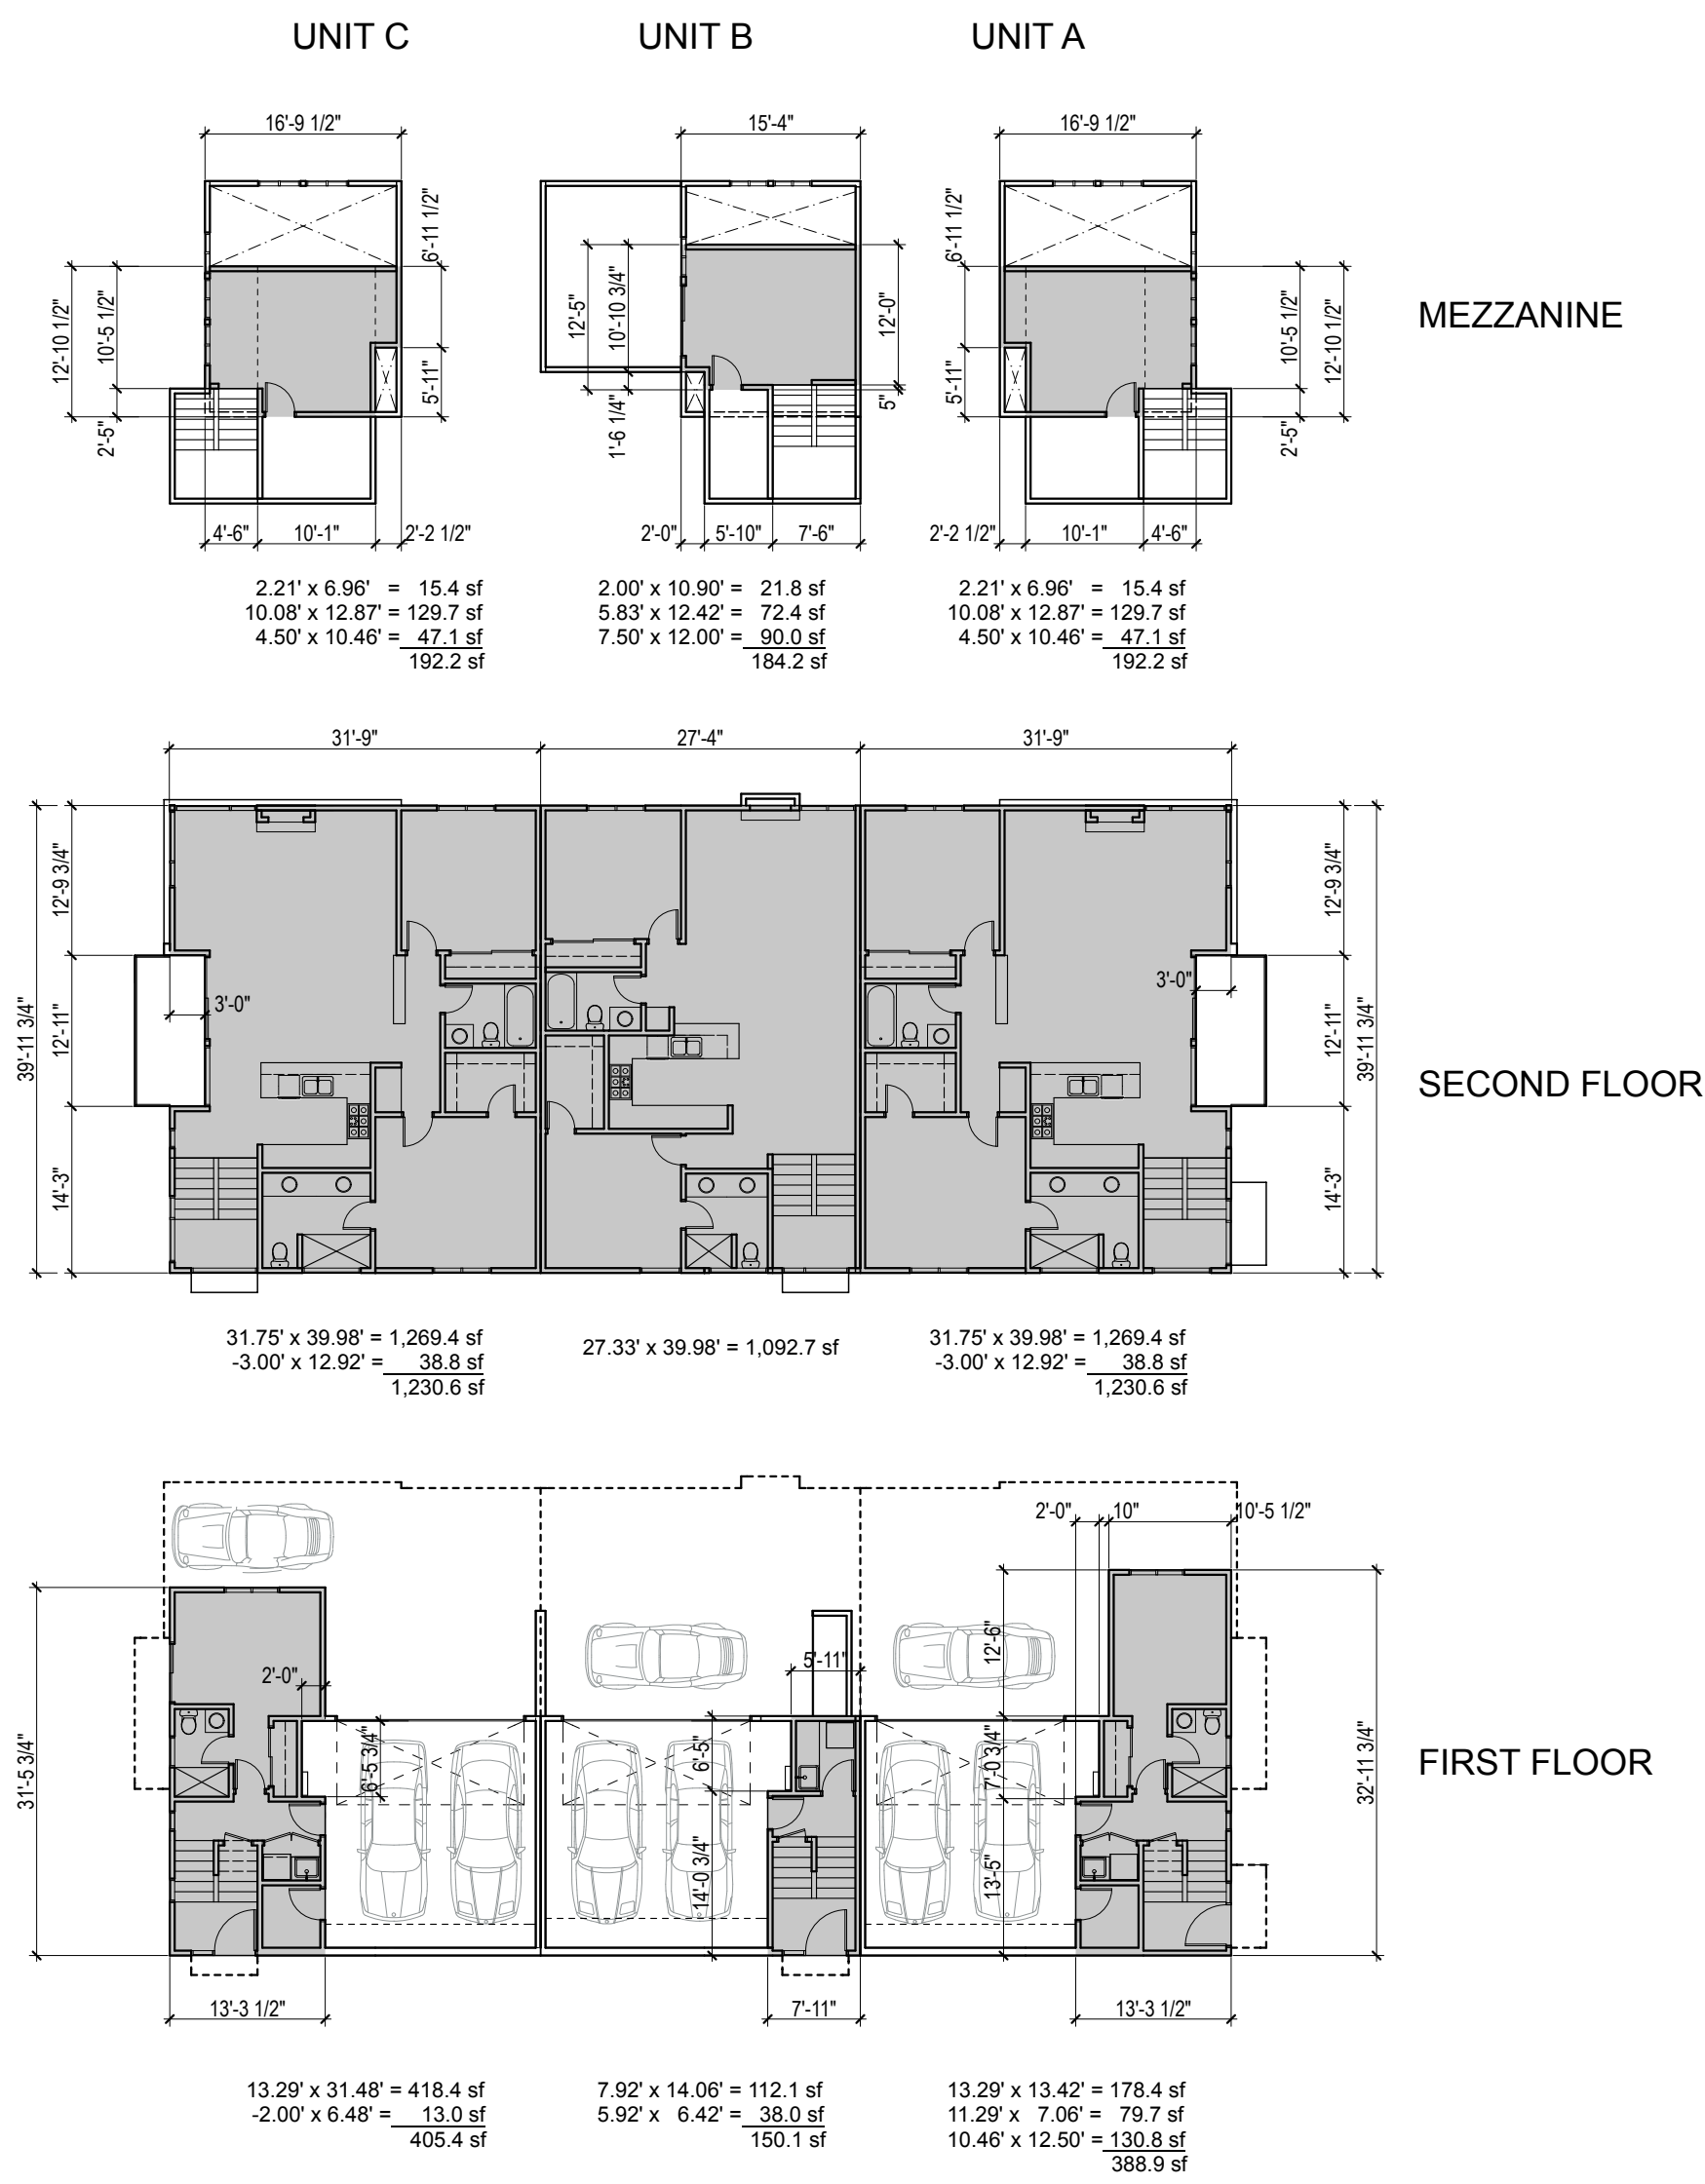 UNIT C
UNIT B
UNIT A
16'-9 1/2"
15'-4"
16'-9 1/2"
12'-10 1/2"
10'-5 1/2"
2'-5"
6'-11 1/2"
5'-11"
12'-5"
10'-10 3/4"
1'-6 1/4"
12'-0"
5"
6'-11 1/2"
5'-11"
10'-5 1/2"
2'-5"
12'-10 1/2"
MEZZANINE
4'-6"
10'-1"
2'-2 1/2"
2'-0"
5'-10"
7'-6"
2'-2 1/2"
10'-1"
4'-6"
2.21' x 6.96' = 15.4 sf
10.08' x 12.87' = 129.7 sf
4.50' x 10.46' = 47.1 sf
192.2 sf
2.00' x 10.90' = 21.8 sf
5.83' x 12.42' = 72.4 sf
7.50' x 12.00' = 90.0 sf
184.2 sf
2.21' x 6.96' = 15.4 sf
10.08' x 12.87' = 129.7 sf
4.50' x 10.46' = 47.1 sf
192.2 sf
31'-9"
27'-4"
31'-9"
39'-11 3/4"
12'-9 3/4"
12'-11"
14'-3"
3'-0"
3'-0"
12'-9 3/4"
12'-11"
14'-3"
39'-11 3/4"
SECOND FLOOR
31.75' x 39.98' = 1,269.4 sf
-3.00' x 12.92' = 38.8 sf
1,230.6 sf
27.33' x 39.98' = 1,092.7 sf
31.75' x 39.98' = 1,269.4 sf
-3.00' x 12.92' = 38.8 sf
1,230.6 sf
2'-0"
10"
10'-5 1/2"
31'-5 3/4"
2'-0"
6'-5 3/4"
5'-11"
6'-5"
14'-0 3/4"
12'-6"
7'-0 3/4"
13'-5"
32'-11 3/4"
FIRST FLOOR
13'-3 1/2"
7'-11"
13'-3 1/2"
13.29' x 31.48' = 418.4 sf
-2.00' x 6.48' = 13.0 sf
405.4 sf
7.92' x 14.06' = 112.1 sf
5.92' x 6.42' = 38.0 sf
150.1 sf
13.29' x 13.42' = 178.4 sf
11.29' x 7.06' = 79.7 sf
10.46' x 12.50' = 130.8 sf
388.9 sf